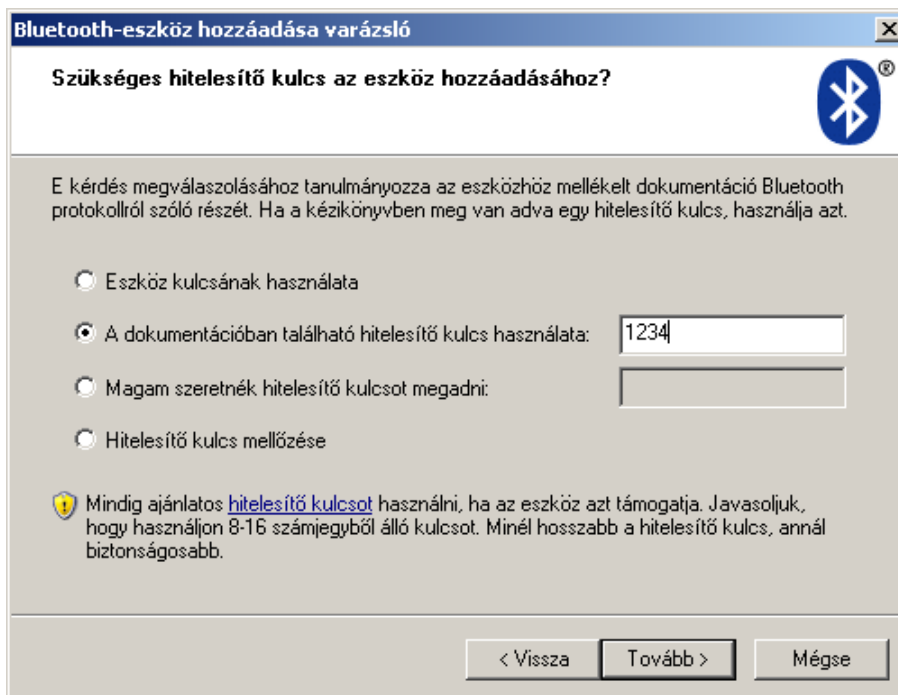 Bluetooth-eszköz hozzáadása varázsló
Szükséges hitelesítő kulcs az eszköz hozzáadásához?
®
E kérdés megválaszolásához tanulmányozza az eszközhöz mellékelt dokumentáció Bluetooth
protokollról szóló részét. Ha a kézikönyvben meg van adva egy hitelesítő kulcs, használja azt.
Eszköz kulcsának használata
A dokumentációban található hitelesítő kulcs használata: 1234
Magam szeretnék hitelesítő kulcsot megadni:
Hitelesítő kulcs mellőzése
Mindig ajánlatos hitelesítő kulcsot használni, ha az eszköz azt támogatja. Javasoljuk,
hogy használjon 8-16 számjegyből álló kulcsot. Minél hosszabb a hitelesítő kulcs, annál
biztonságosabb.
< Vissza Tovább > Mégse